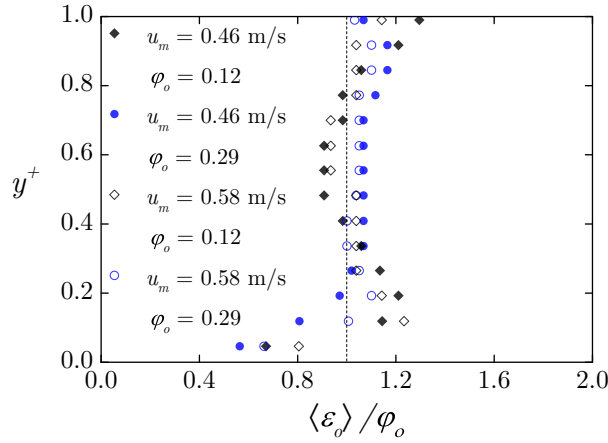 1.0
u_m = 0.46 m/s
φ_o = 0.12
0.8
u_m = 0.46 m/s
0.6
φ_o = 0.29
y⁺
u_m = 0.58 m/s
0.4
φ_o = 0.12
u_m = 0.58 m/s
0.2
φ_o = 0.29
0.0
0.0 0.4 0.8 1.2 1.6 2.0
⟨ε_o⟩/φ_o